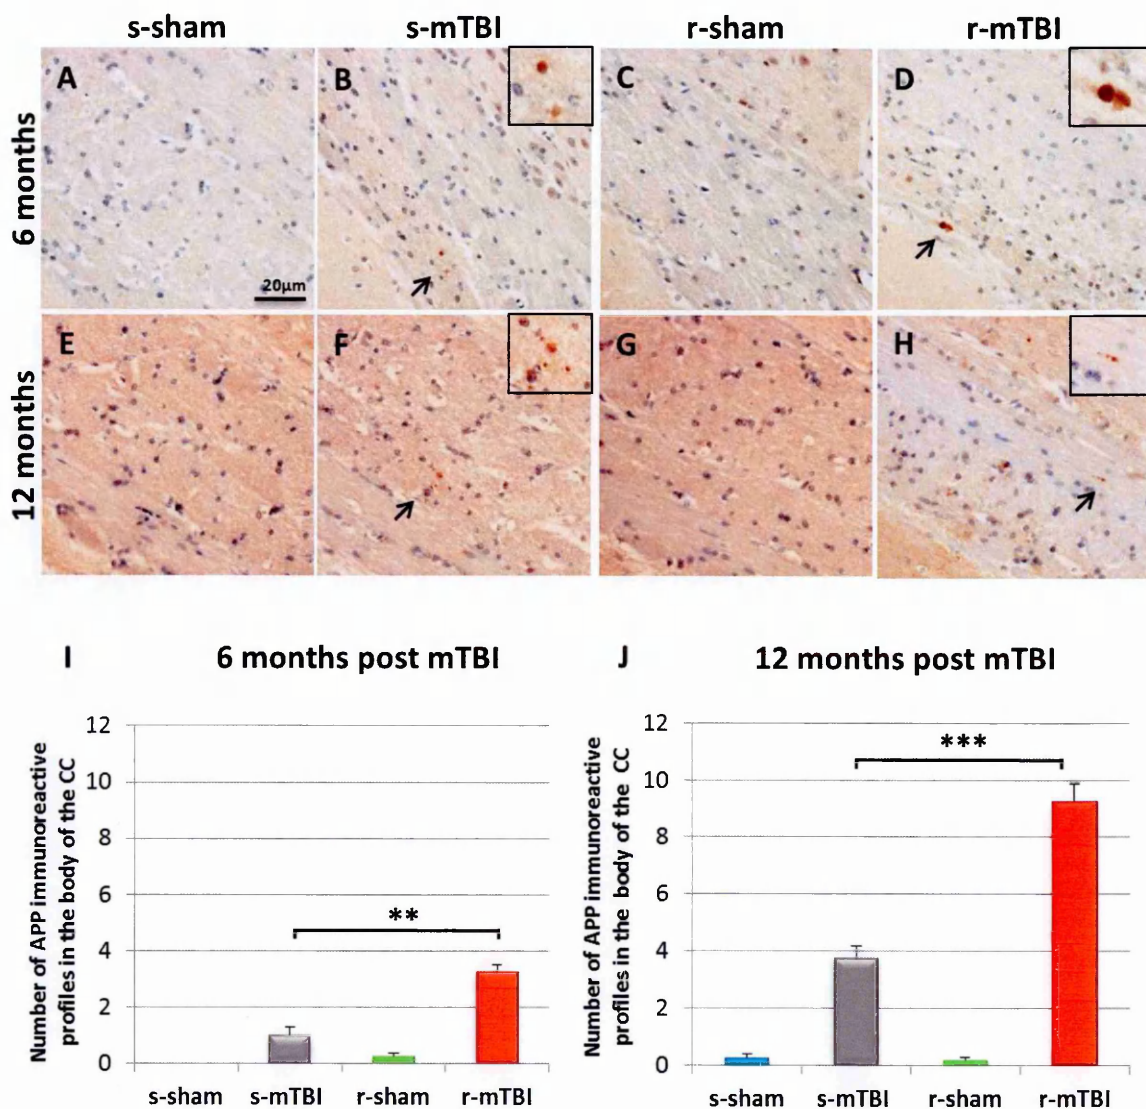 s-sham s-mTBI r-sham r-mTBI
6 months
A B C D
20µm
12 months
E F G H
I 6 months post mTBI
Number of APP immunoreactive
profiles in the body of the CC
12
10
8
6
4
2
0
**
s-sham s-mTBI r-sham r-mTBI
J 12 months post mTBI
Number of APP immunoreactive
profiles in the body of the CC
12
10
8
6
4
2
0
***
s-sham s-mTBI r-sham r-mTBI